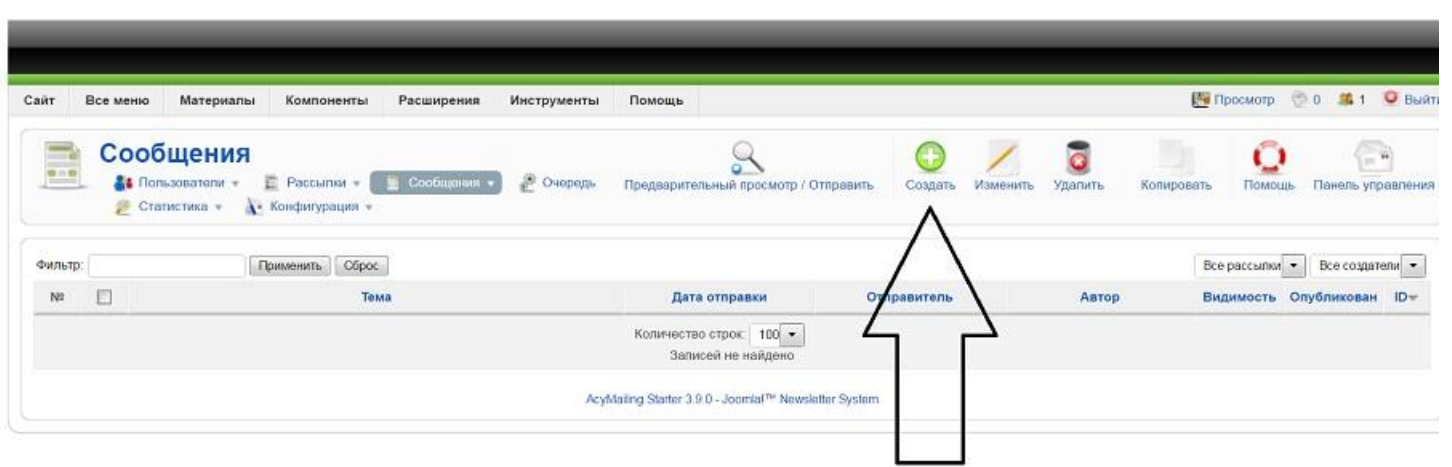 Сайт Все меню Материалы Компоненты Расширения Инструменты Помощь Просмотр 0 1 Выйти
Сообщения
Пользователи Рассылки Сообщения Очередь Предварительный просмотр / Отправить Создать Изменить Удалить Копировать Помощь Панель управления
Статистика Конфигурация
Фильтр: Применить Сброс Все рассылки Все создатели
№ Тема Дата отправки Отправитель Автор Видимость Опубликован ID
Количество строк: 100
Записей не найдено
AcyMailing Starter 3.9.0 - Joomla!™ Newsletter System